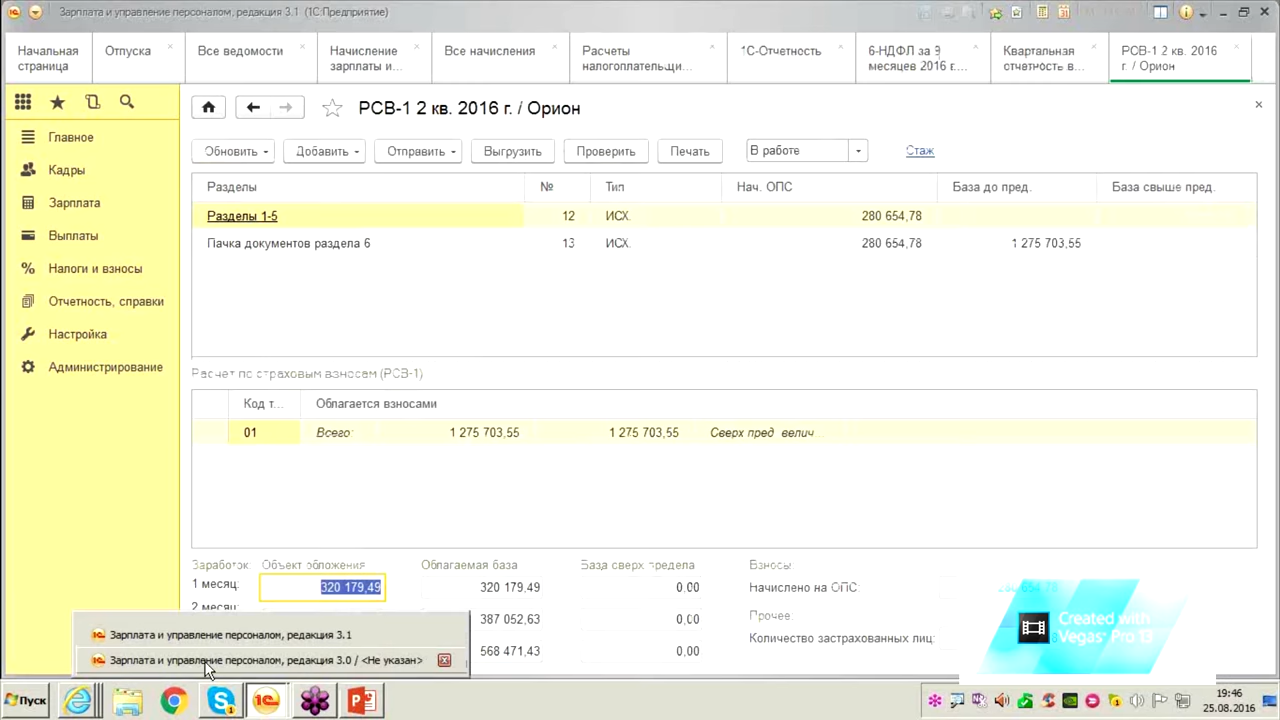 Зарплата и управление персоналом, редакция 3.1 (1С:Предприятие)
Начальная страница
Отпуска
Все ведомости
Начисление зарплаты и...
Все начисления
Расчеты налогоплательщи...
1С-Отчетность
6-НДФЛ за 9 месяцев 2016 г....
Квартальная отчетность в...
РСВ-1 2 кв. 2016 г. / Орион
РСВ-1 2 кв. 2016 г. / Орион
Главное
Кадры
Зарплата
Выплаты
Налоги и взносы
Отчетность, справки
Настройка
Администрирование
Обновить Добавить Отправить Выгрузить Проверить Печать В работе Стаж
Разделы № Тип Нач. ОПС База до пред. База свыше пред.
Разделы 1-5 12 ИСХ. 280 654,78
Пачка документов раздела 6 13 ИСХ. 280 654,78 1 275 703,55
Расчет по страховым взносам (РСВ-1)
Код т... Облагается взносами
01 Всего: 1 275 703,55 1 275 703,55 Сверх пред. велич...
Заработок: Объект обложения Облагаемая база База сверх предела Взносы:
1 месяц: 320 179,49 320 179,49 0,00 Начислено на ОПС:
2 месяц: 387 052,63 0,00 Прочее:
568 471,43 0,00 Количество застрахованных лиц:
Зарплата и управление персоналом, редакция 3.1
Зарплата и управление персоналом, редакция 3.0 / <Не указан>
Created with
Vegas Pro 13
Пуск
19:46
25.08.2016